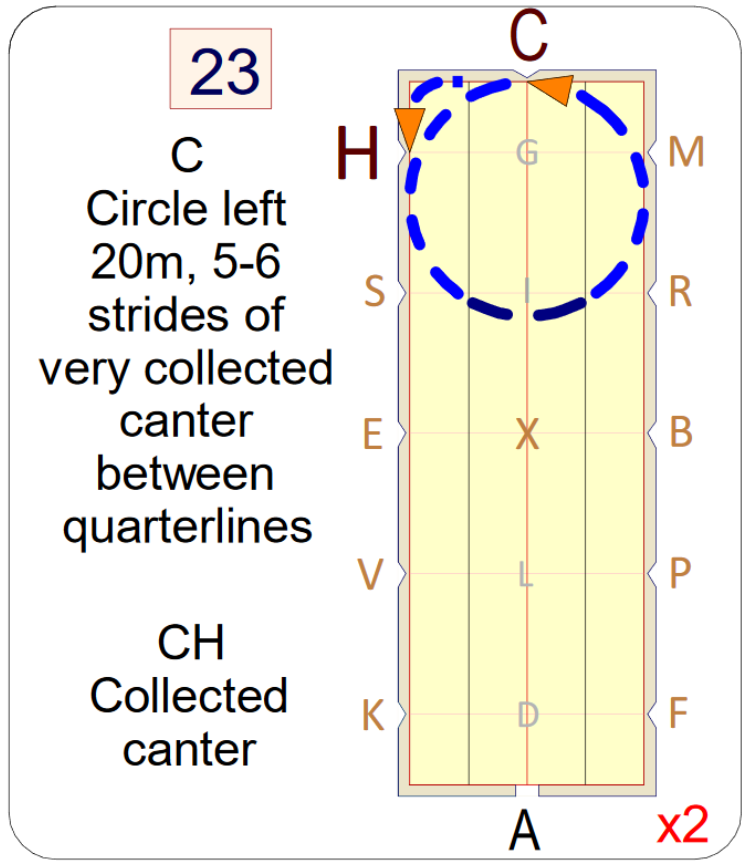 23
C
Circle left
20m, 5-6
strides of
very collected
canter
between
quarterlines
CH
Collected
canter
C
H G M
S I R
E X B
V L P
K D F
A
x2